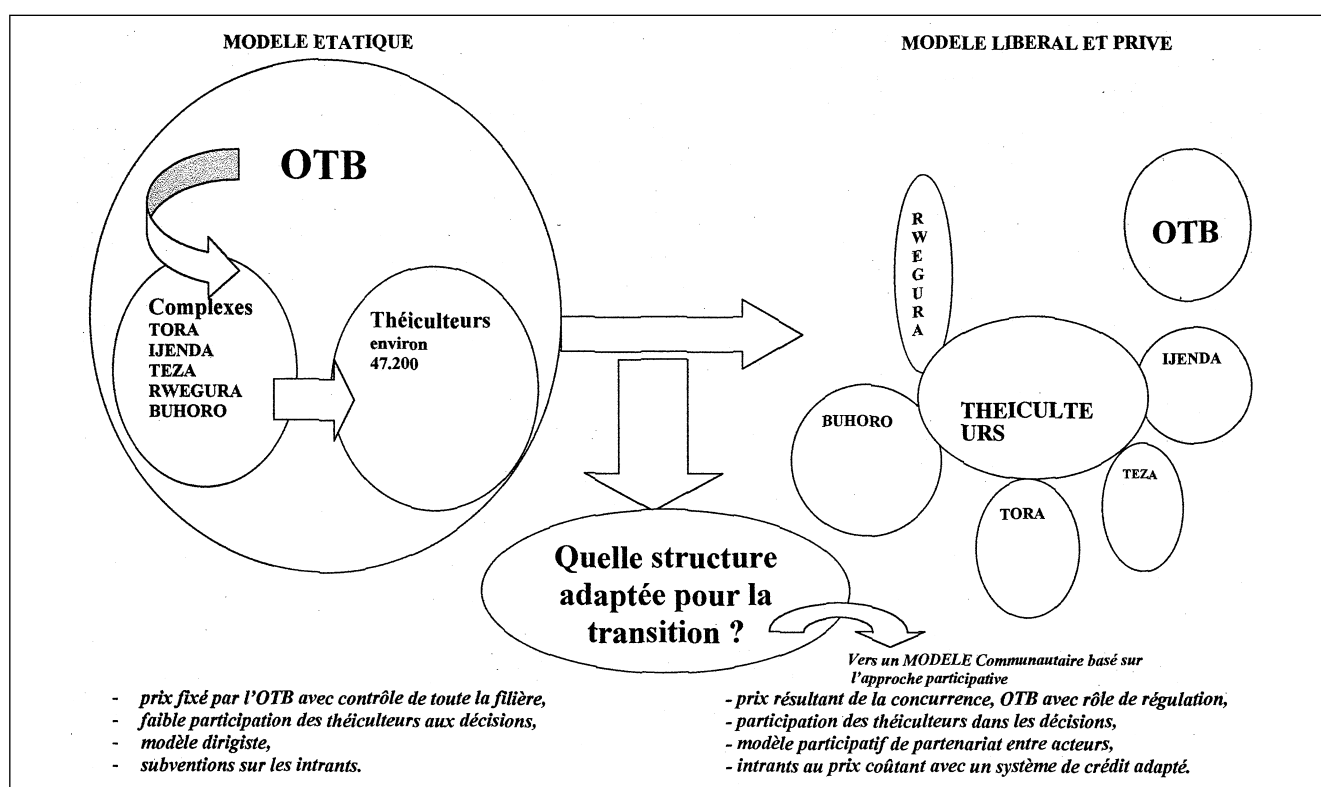 MODELE ETATIQUE
OTB
Complexes
TORA
IJENDA
TEZA
RWEGURA
BUHORO
Théiculteurs
environ
47.200
MODELE LIBERAL ET PRIVE
RWEGURA
OTB
IJENDA
BUHORO
THEICULTE
URS
TEZA
TORA
Quelle structure
adaptée pour la
transition ?
Vers un MODELE Communautaire basé sur
l'approche participative
- prix fixé par l'OTB avec contrôle de toute la filière,
- faible participation des théiculteurs aux décisions,
- modèle dirigiste,
- subventions sur les intrants.
- prix résultant de la concurrence, OTB avec rôle de régulation,
- participation des théiculteurs dans les décisions,
- modèle participatif de partenariat entre acteurs,
- intrants au prix coûtant avec un système de crédit adapté.